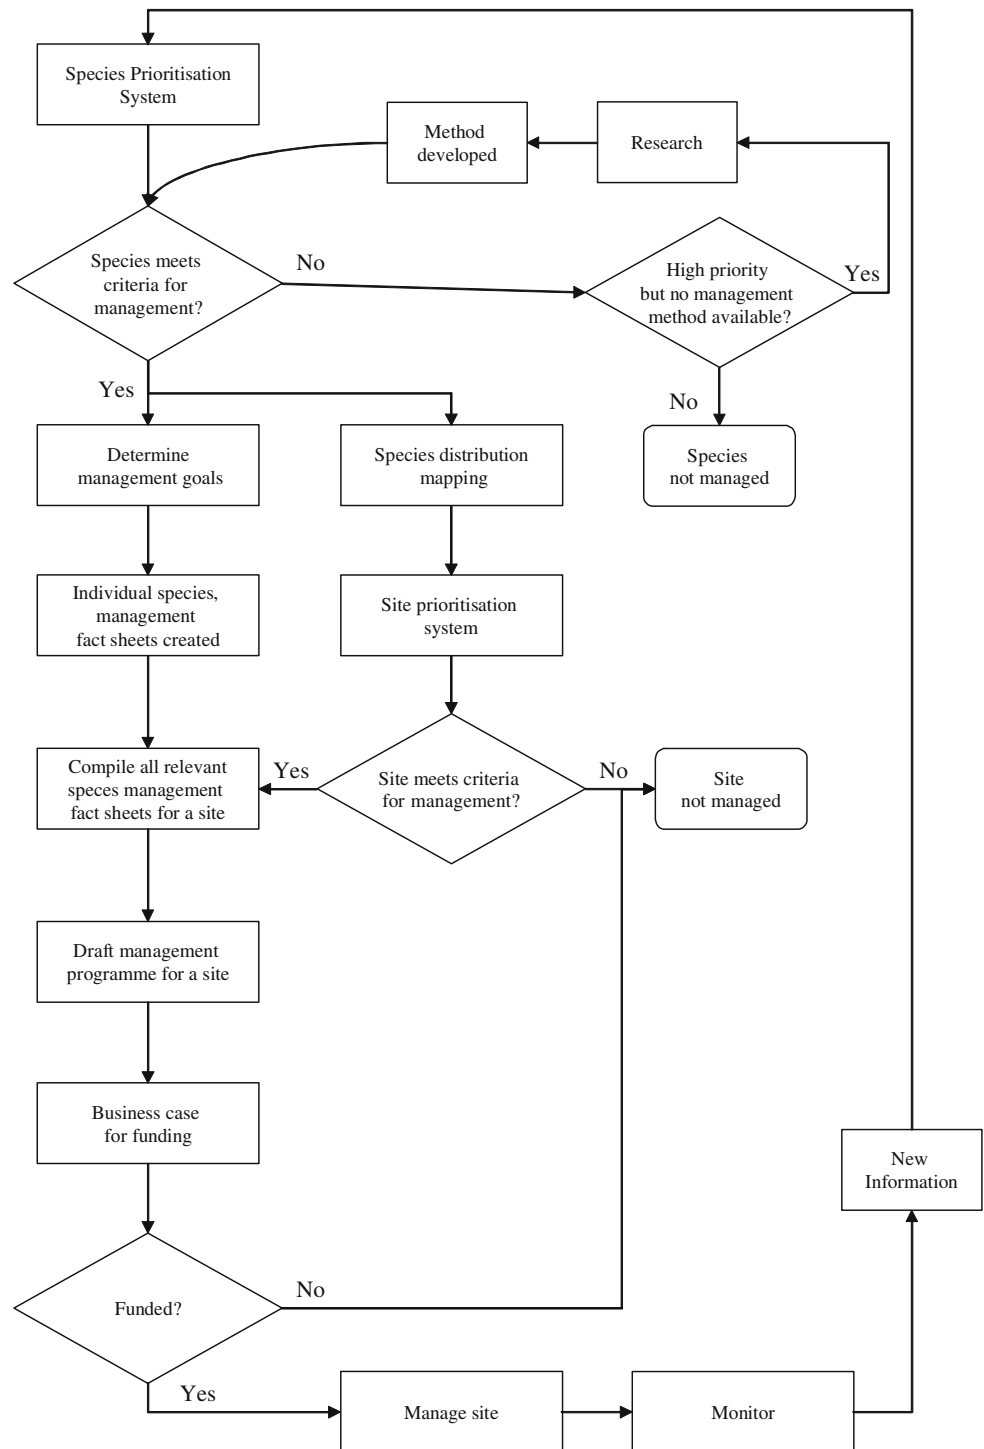 Species Prioritisation
System
Method
developed
Research
Species meets
criteria for
management?
No
High priority
but no management
method available?
Yes
Yes
No
Determine
management goals
Species distribution
mapping
Species
not managed
Individual species,
management
fact sheets created
Site prioritisation
system
Compile all relevant
speces management
fact sheets for a site
Yes
Site meets criteria
for management?
No
Site
not managed
Draft management
programme for a site
Business case
for funding
New
Information
Funded?
No
Yes
Manage site
Monitor